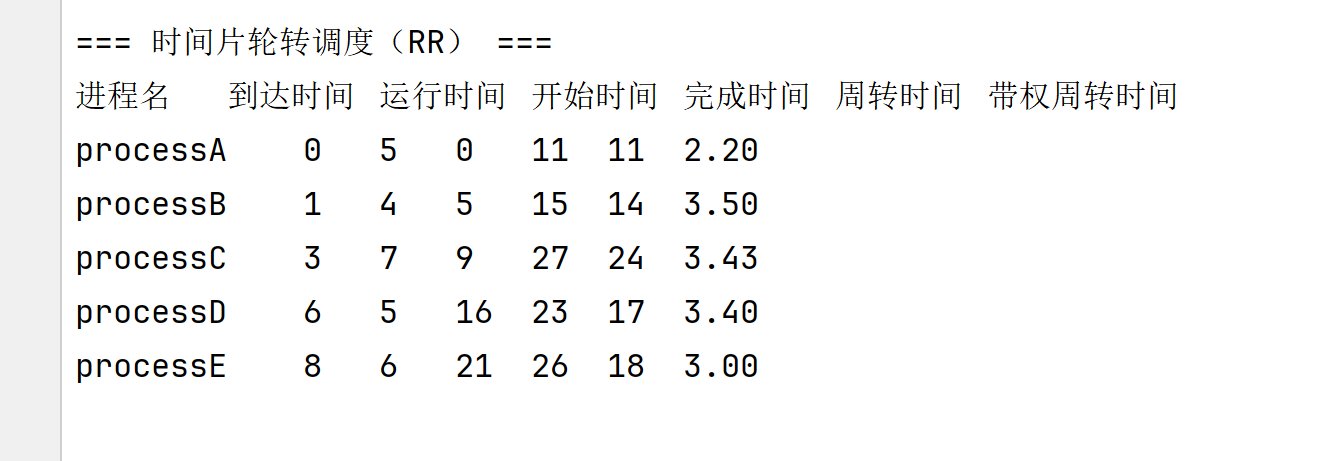 === 时间片轮转调度（RR） ===
进程名 到达时间 运行时间 开始时间 完成时间 周转时间 带权周转时间
processA 0 5 0 11 11 2.20
processB 1 4 5 15 14 3.50
processC 3 7 9 27 24 3.43
processD 6 5 16 23 17 3.40
processE 8 6 21 26 18 3.00